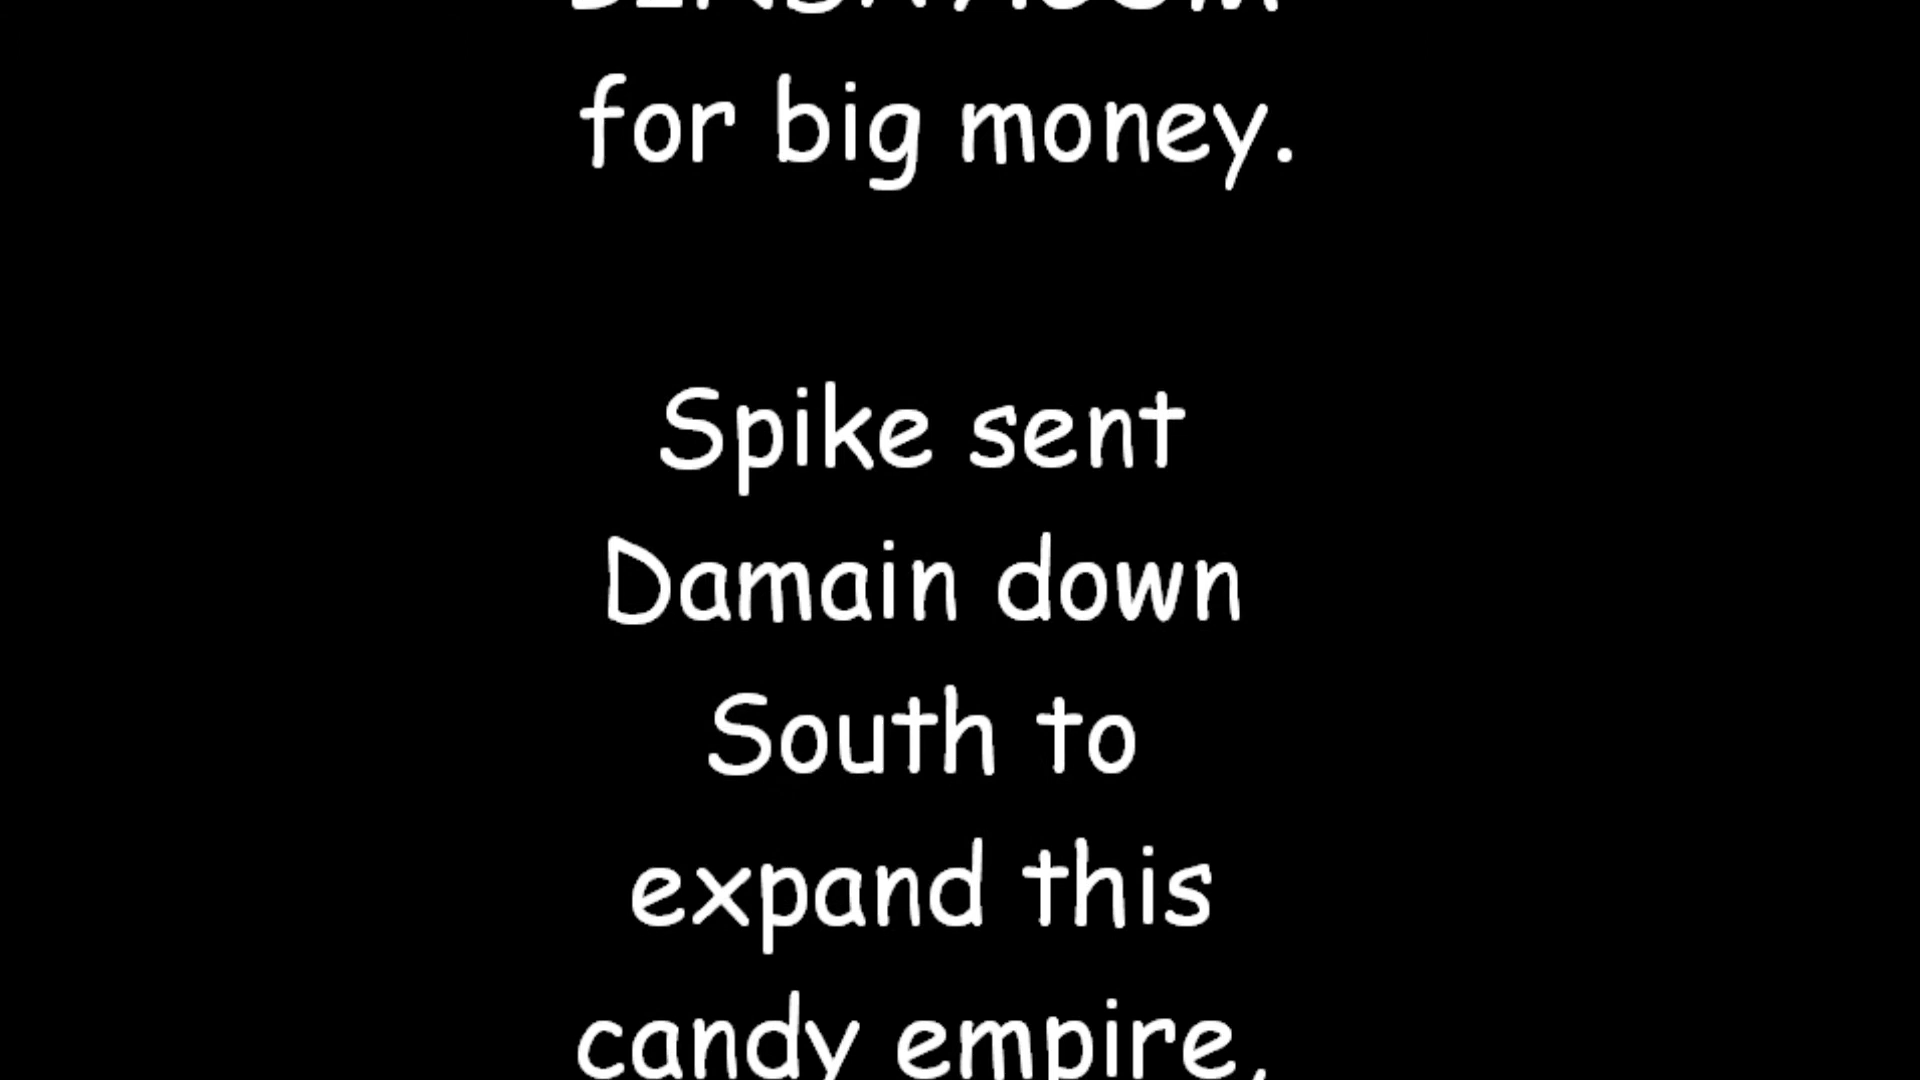 for big money.
Spike sent
Damain down
South to
expand this
candy empire,